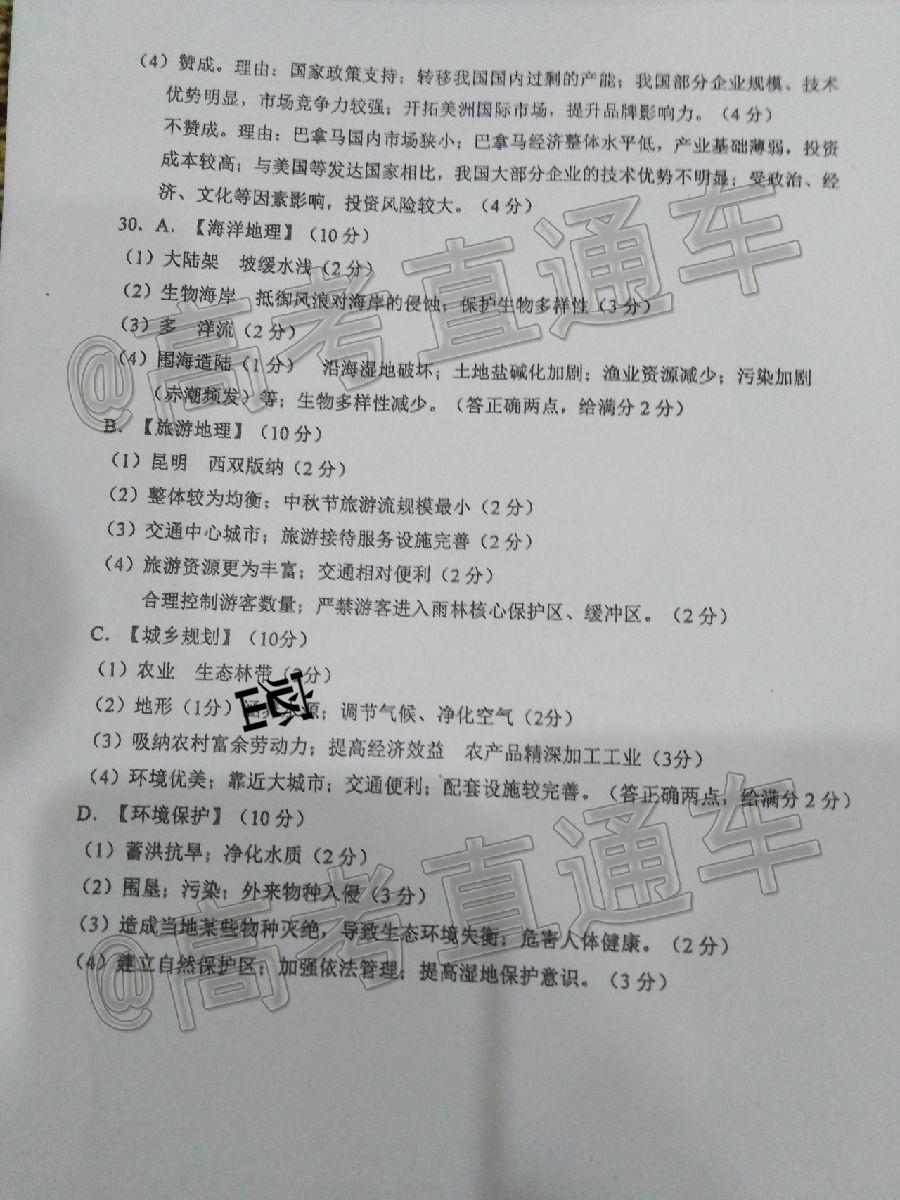 (4) 赞成。理由：国家政策支持；转移我国国内过剩的产能；我国部分企业规模、技术
优势明显，市场竞争力较强；开拓美洲国际市场，提升品牌影响力。（4 分）
不赞成。理由：巴拿马国内市场狭小；巴拿马经济整体水平低，产业基础薄弱，投资
成本较高；与美国等发达国家相比，我国大部分企业的技术优势不明显；受政治、经
济、文化等因素影响，投资风险较大。（4 分）
30. A. 【海洋地理】（10 分）
(1) 大陆架 坡缓水浅（2 分）
(2) 生物海岸 抵御风浪对海岸的侵蚀；保护生物多样性（3 分）
(3) 多 洋流（2 分）
(4) 围海造陆（1 分） 沿海湿地破坏；土地盐碱化加剧；渔业资源减少；污染加剧
（赤潮频发）等；生物多样性减少。（答正确两点，给满分 2 分）
B. 【旅游地理】（10 分）
(1) 昆明 西双版纳（2 分）
(2) 整体较为均衡；中秋节旅游流规模最小（2 分）
(3) 交通中心城市；旅游接待服务设施完善（2 分）
(4) 旅游资源更为丰富；交通相对便利（2 分）
合理控制游客数量；严禁游客进入雨林核心保护区、缓冲区。（2 分）
C. 【城乡规划】（10分）
(1) 农业 生态林带 分）
(2) 地形（1分） 源；调节气候、净化空气（2分）
(3) 吸纳农村富余劳动力；提高经济效益 农产品精深加工工业（3分）
(4) 环境优美；靠近大城市；交通便利；配套设施较完善。（答正确两点，给满分 2 分）
D. 【环境保护】（10 分）
(1) 蓄洪抗旱；净化水质（2 分）
(2) 围垦；污染；外来物种入侵（3 分）
(3) 造成当地某些物种灭绝，导致生态环境失衡；危害人体健康。（2 分）
(4) 建立自然保护区；加强依法管理；提高湿地保护意识。（3 分）
@高考直通车
@高考直通车